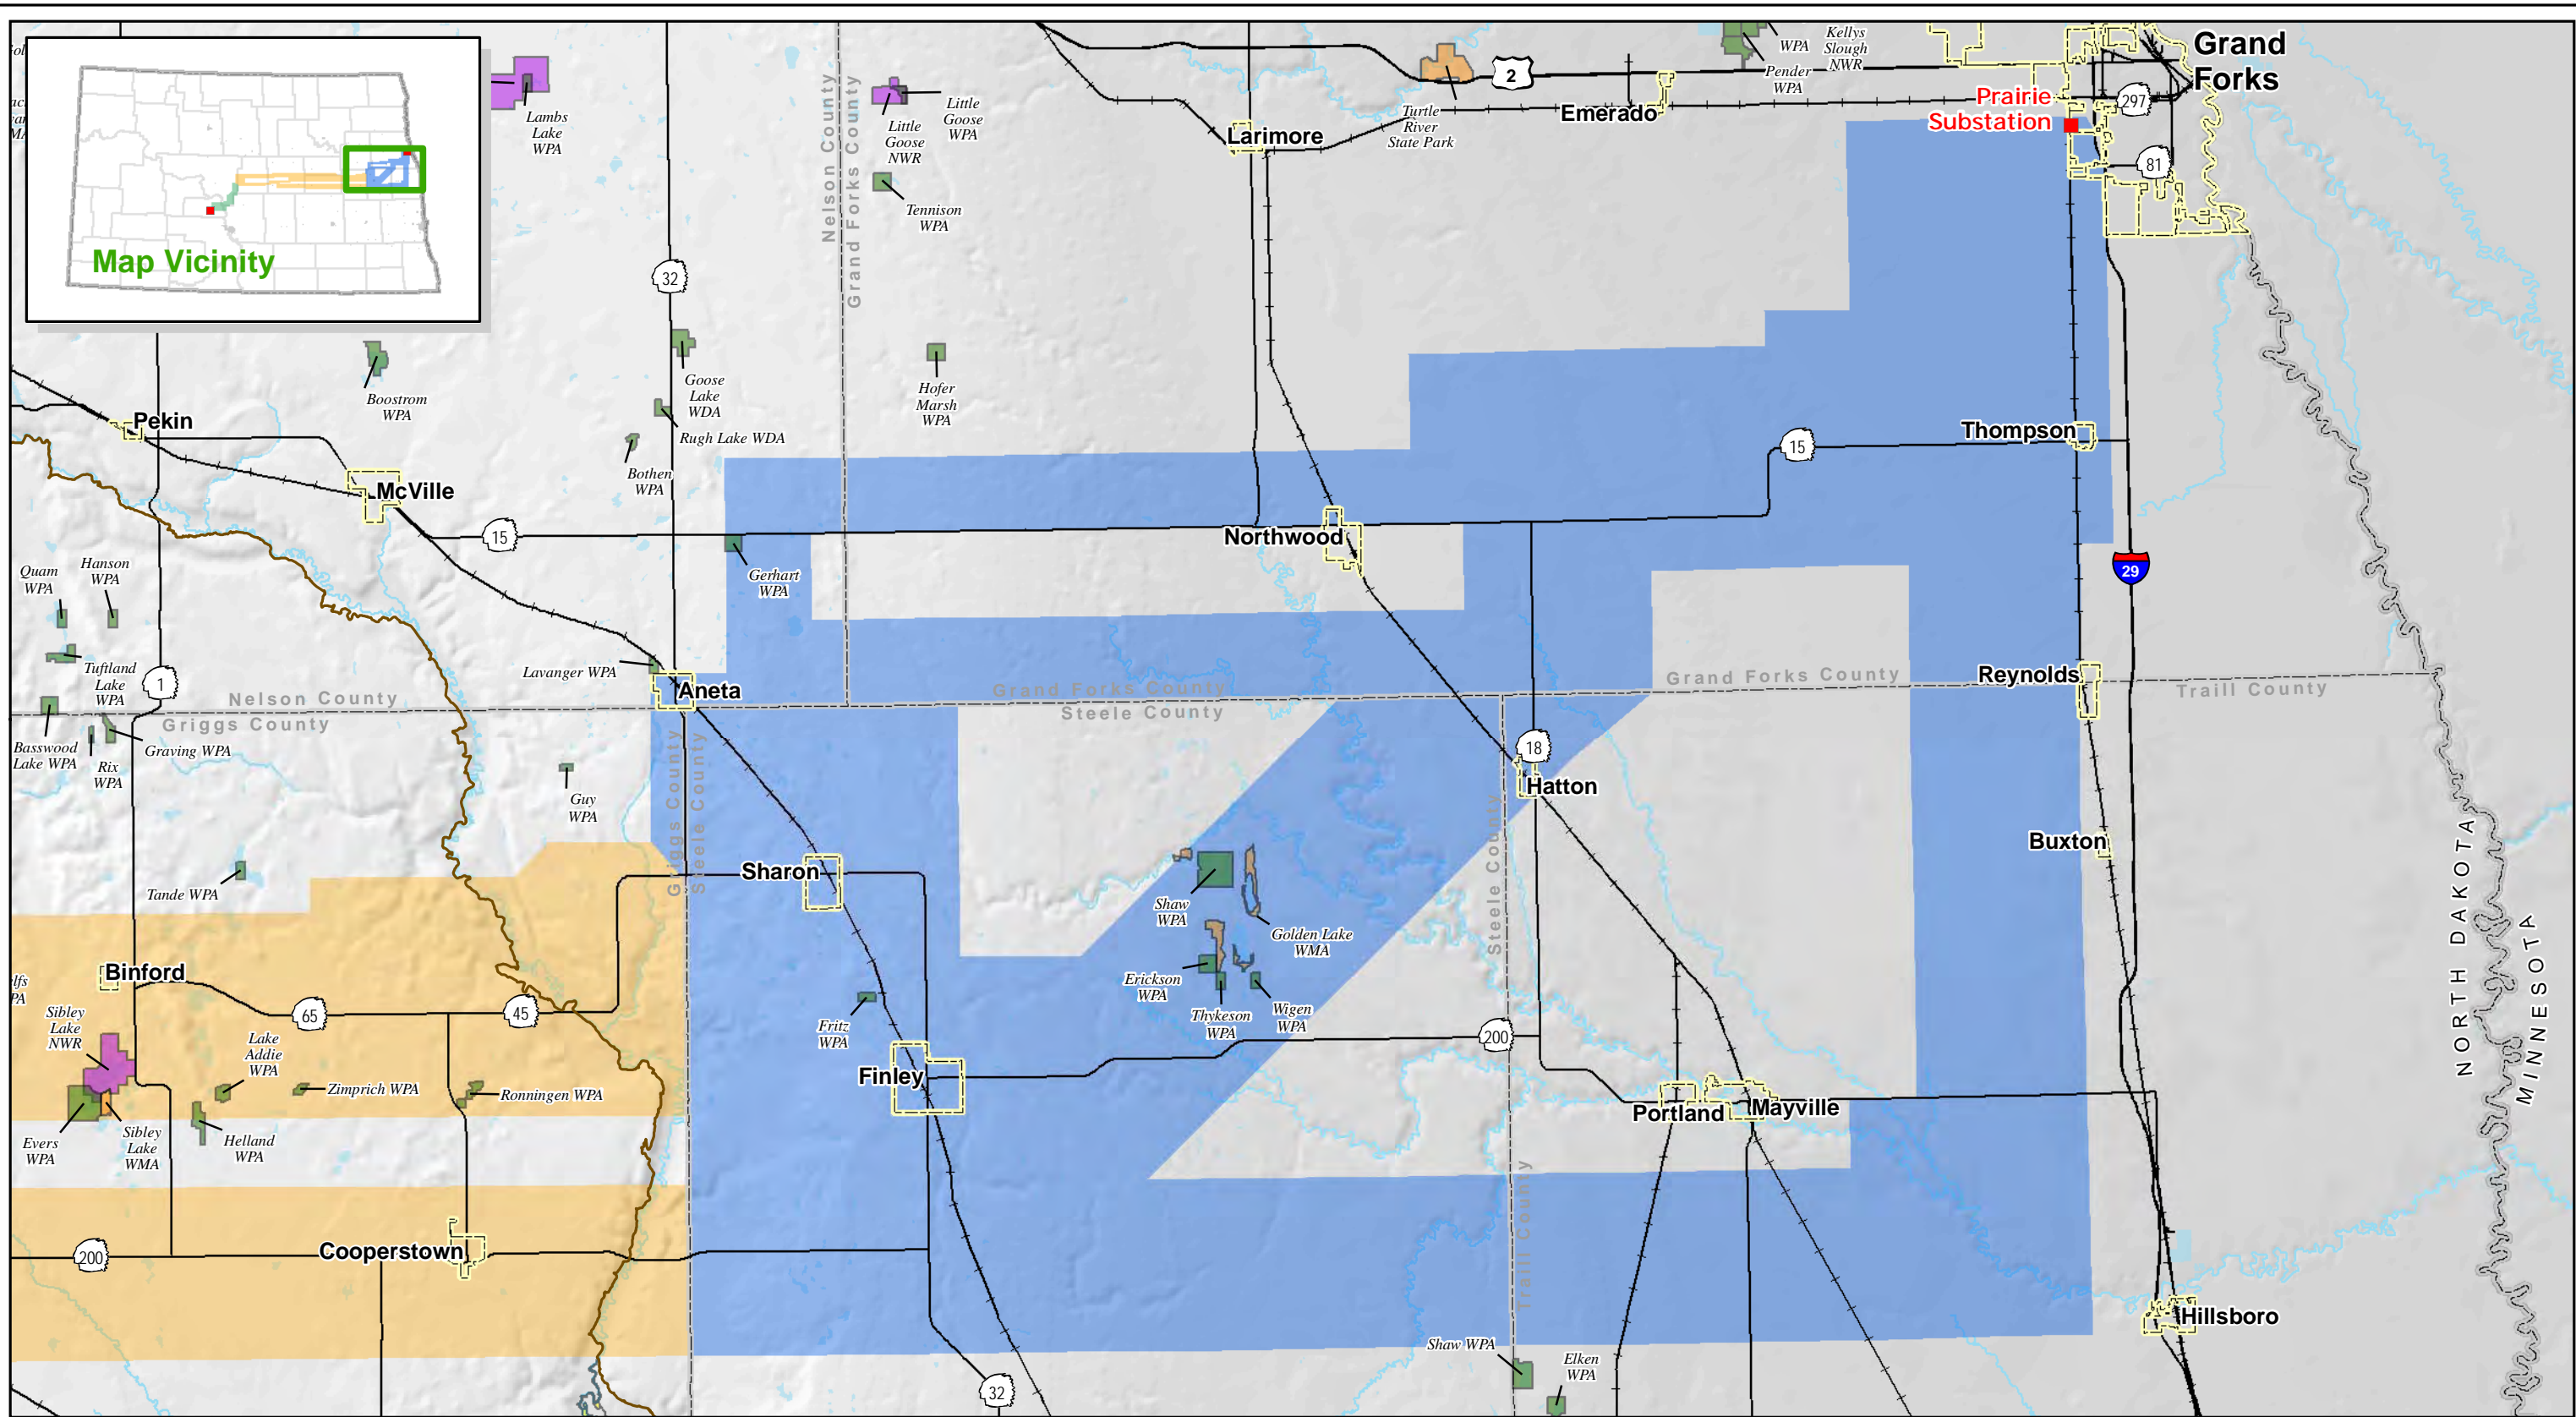 Map Vicinity
Lambs
Lake
WPA
Little
Goose
NWR
Little
Goose
WPA
Tennison
WPA
Nelson County
Grand Forks County
32
Larimore
Turtle
River
State Park
2
Emerado
WPA
Pender
WPA
Kellys
Slough
NWR
Grand
Forks
Prairie
Substation
297
81
Pekin
Boostrom
WPA
Goose
Lake
WDA
Rugh Lake WDA
Bothen
WPA
Hofer
Marsh
WPA
McVille
15
Northwood
15
Thompson
29
Quam
WPA
Hanson
WPA
Tuftland
Lake
WPA
1
Gerhart
WPA
Lavanger WPA
Aneta
Nelson County
Griggs County
Grand Forks County
Steele County
Grand Forks County
Reynolds
Traill County
Basswood
Lake WPA
Rix
WPA
Graving WPA
Guy
WPA
Griggs County
Steele County
18
Hatton
Steele County
Buxton
Tande WPA
Sharon
Shaw
WPA
Golden Lake
WMA
Erickson
WPA
Thykeson
WPA
Wigen
WPA
NORTH DAKOTA
MINNESOTA
Binford
65
45
Fritz
WPA
200
Sibley
Lake
NWR
Lake
Addie
WPA
Zimprich WPA
Ronningen WPA
Finley
Portland
Mayville
Evers
WPA
Sibley
Lake
WMA
Helland
WPA
Traill County
200
Cooperstown
Hillsboro
32
Shaw WPA
Elken
WPA